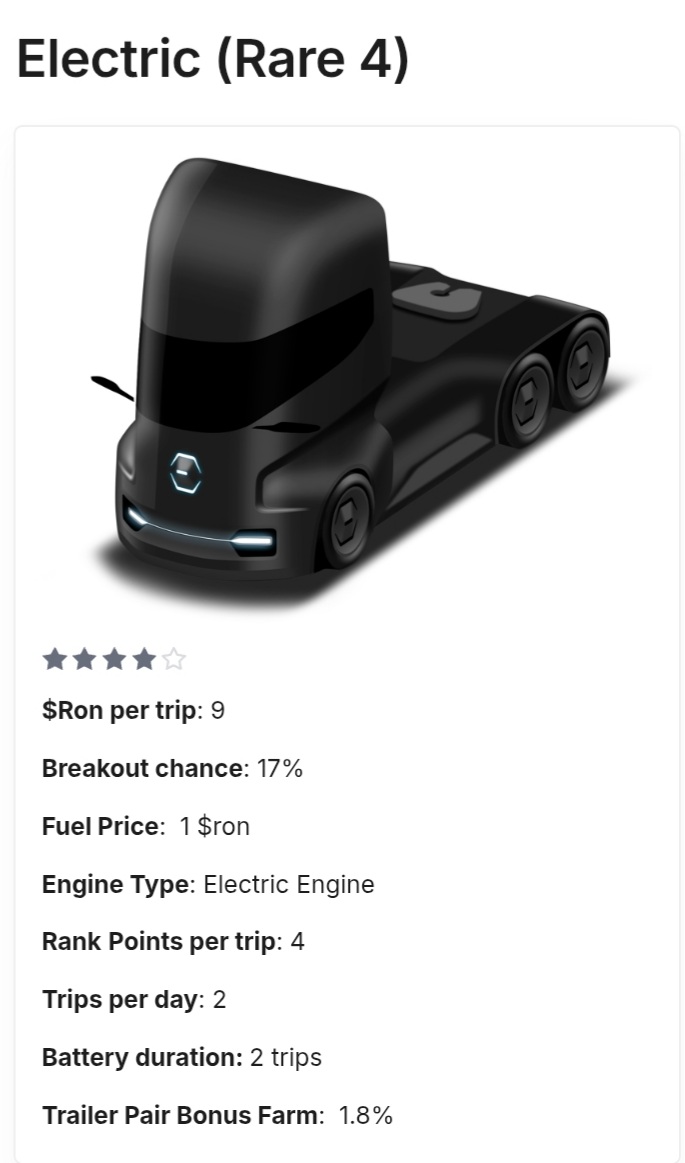 Electric (Rare 4)
$Ron per trip: 9
Breakout chance: 17%
Fuel Price: 1 $ron
Engine Type: Electric Engine
Rank Points per trip: 4
Trips per day: 2
Battery duration: 2 trips
Trailer Pair Bonus Farm: 1.8%